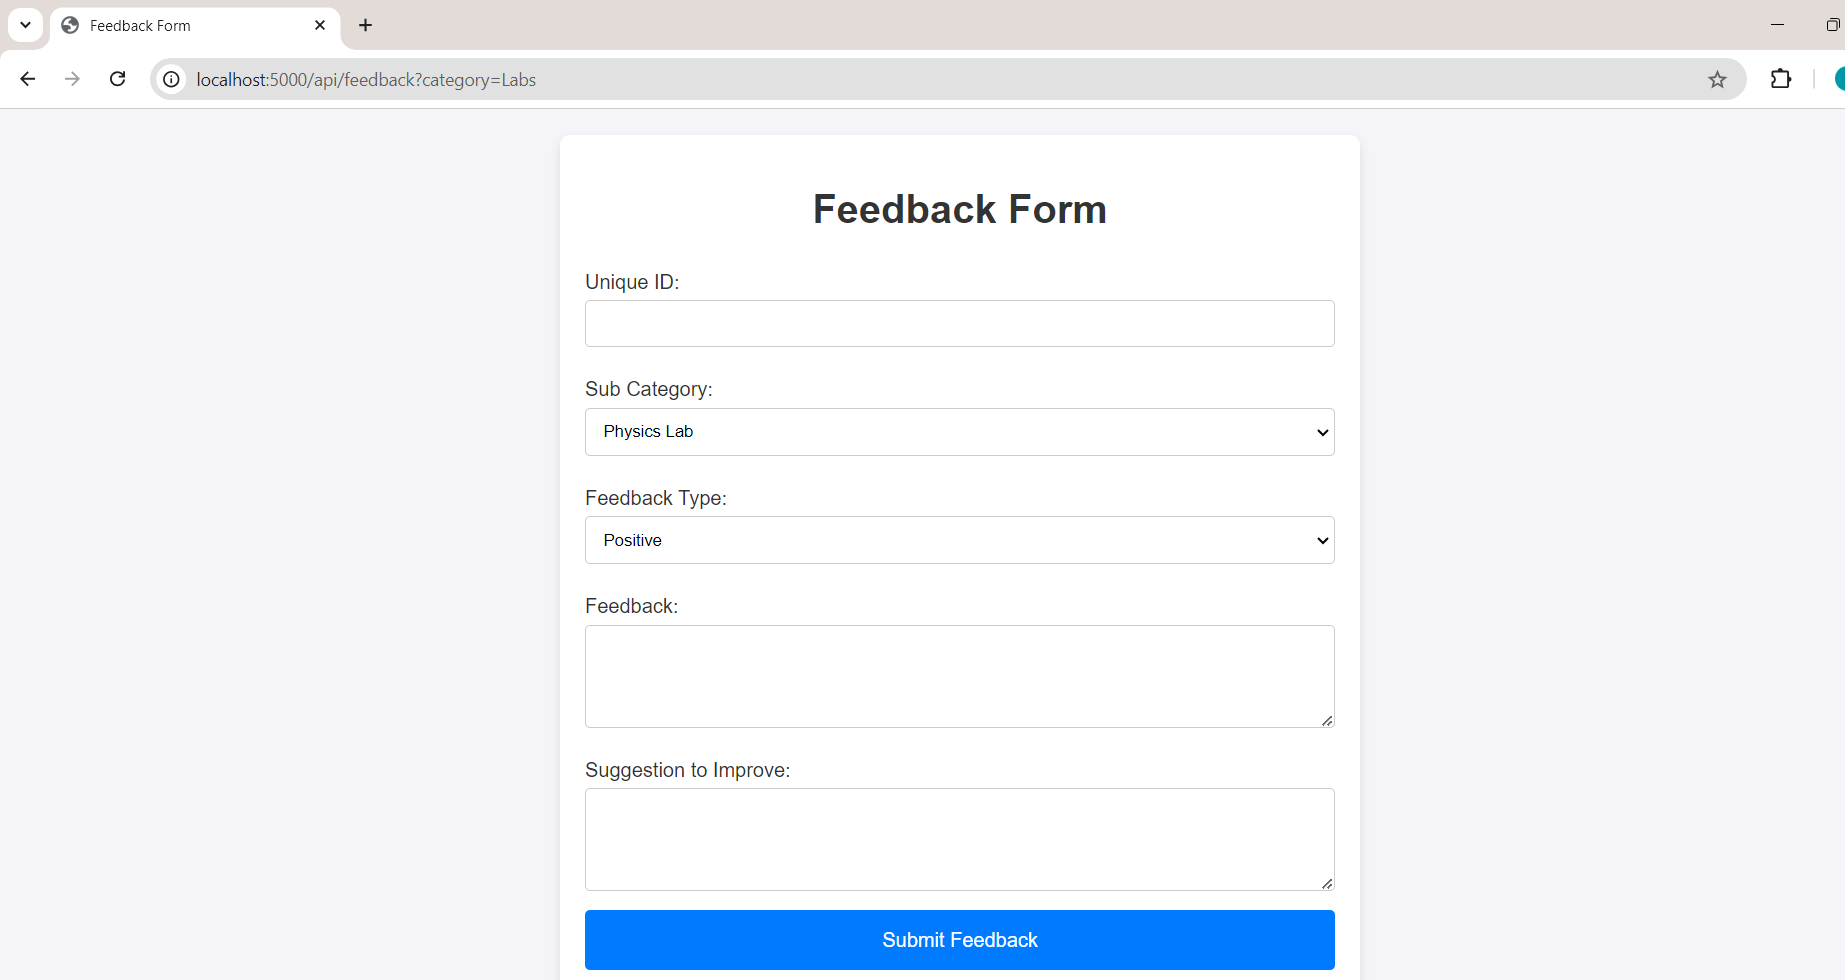 Feedback Form
localhost:5000/api/feedback?category=Labs
Feedback Form
Unique ID:
Sub Category:
Physics Lab
Feedback Type:
Positive
Feedback:
Suggestion to Improve:
Submit Feedback